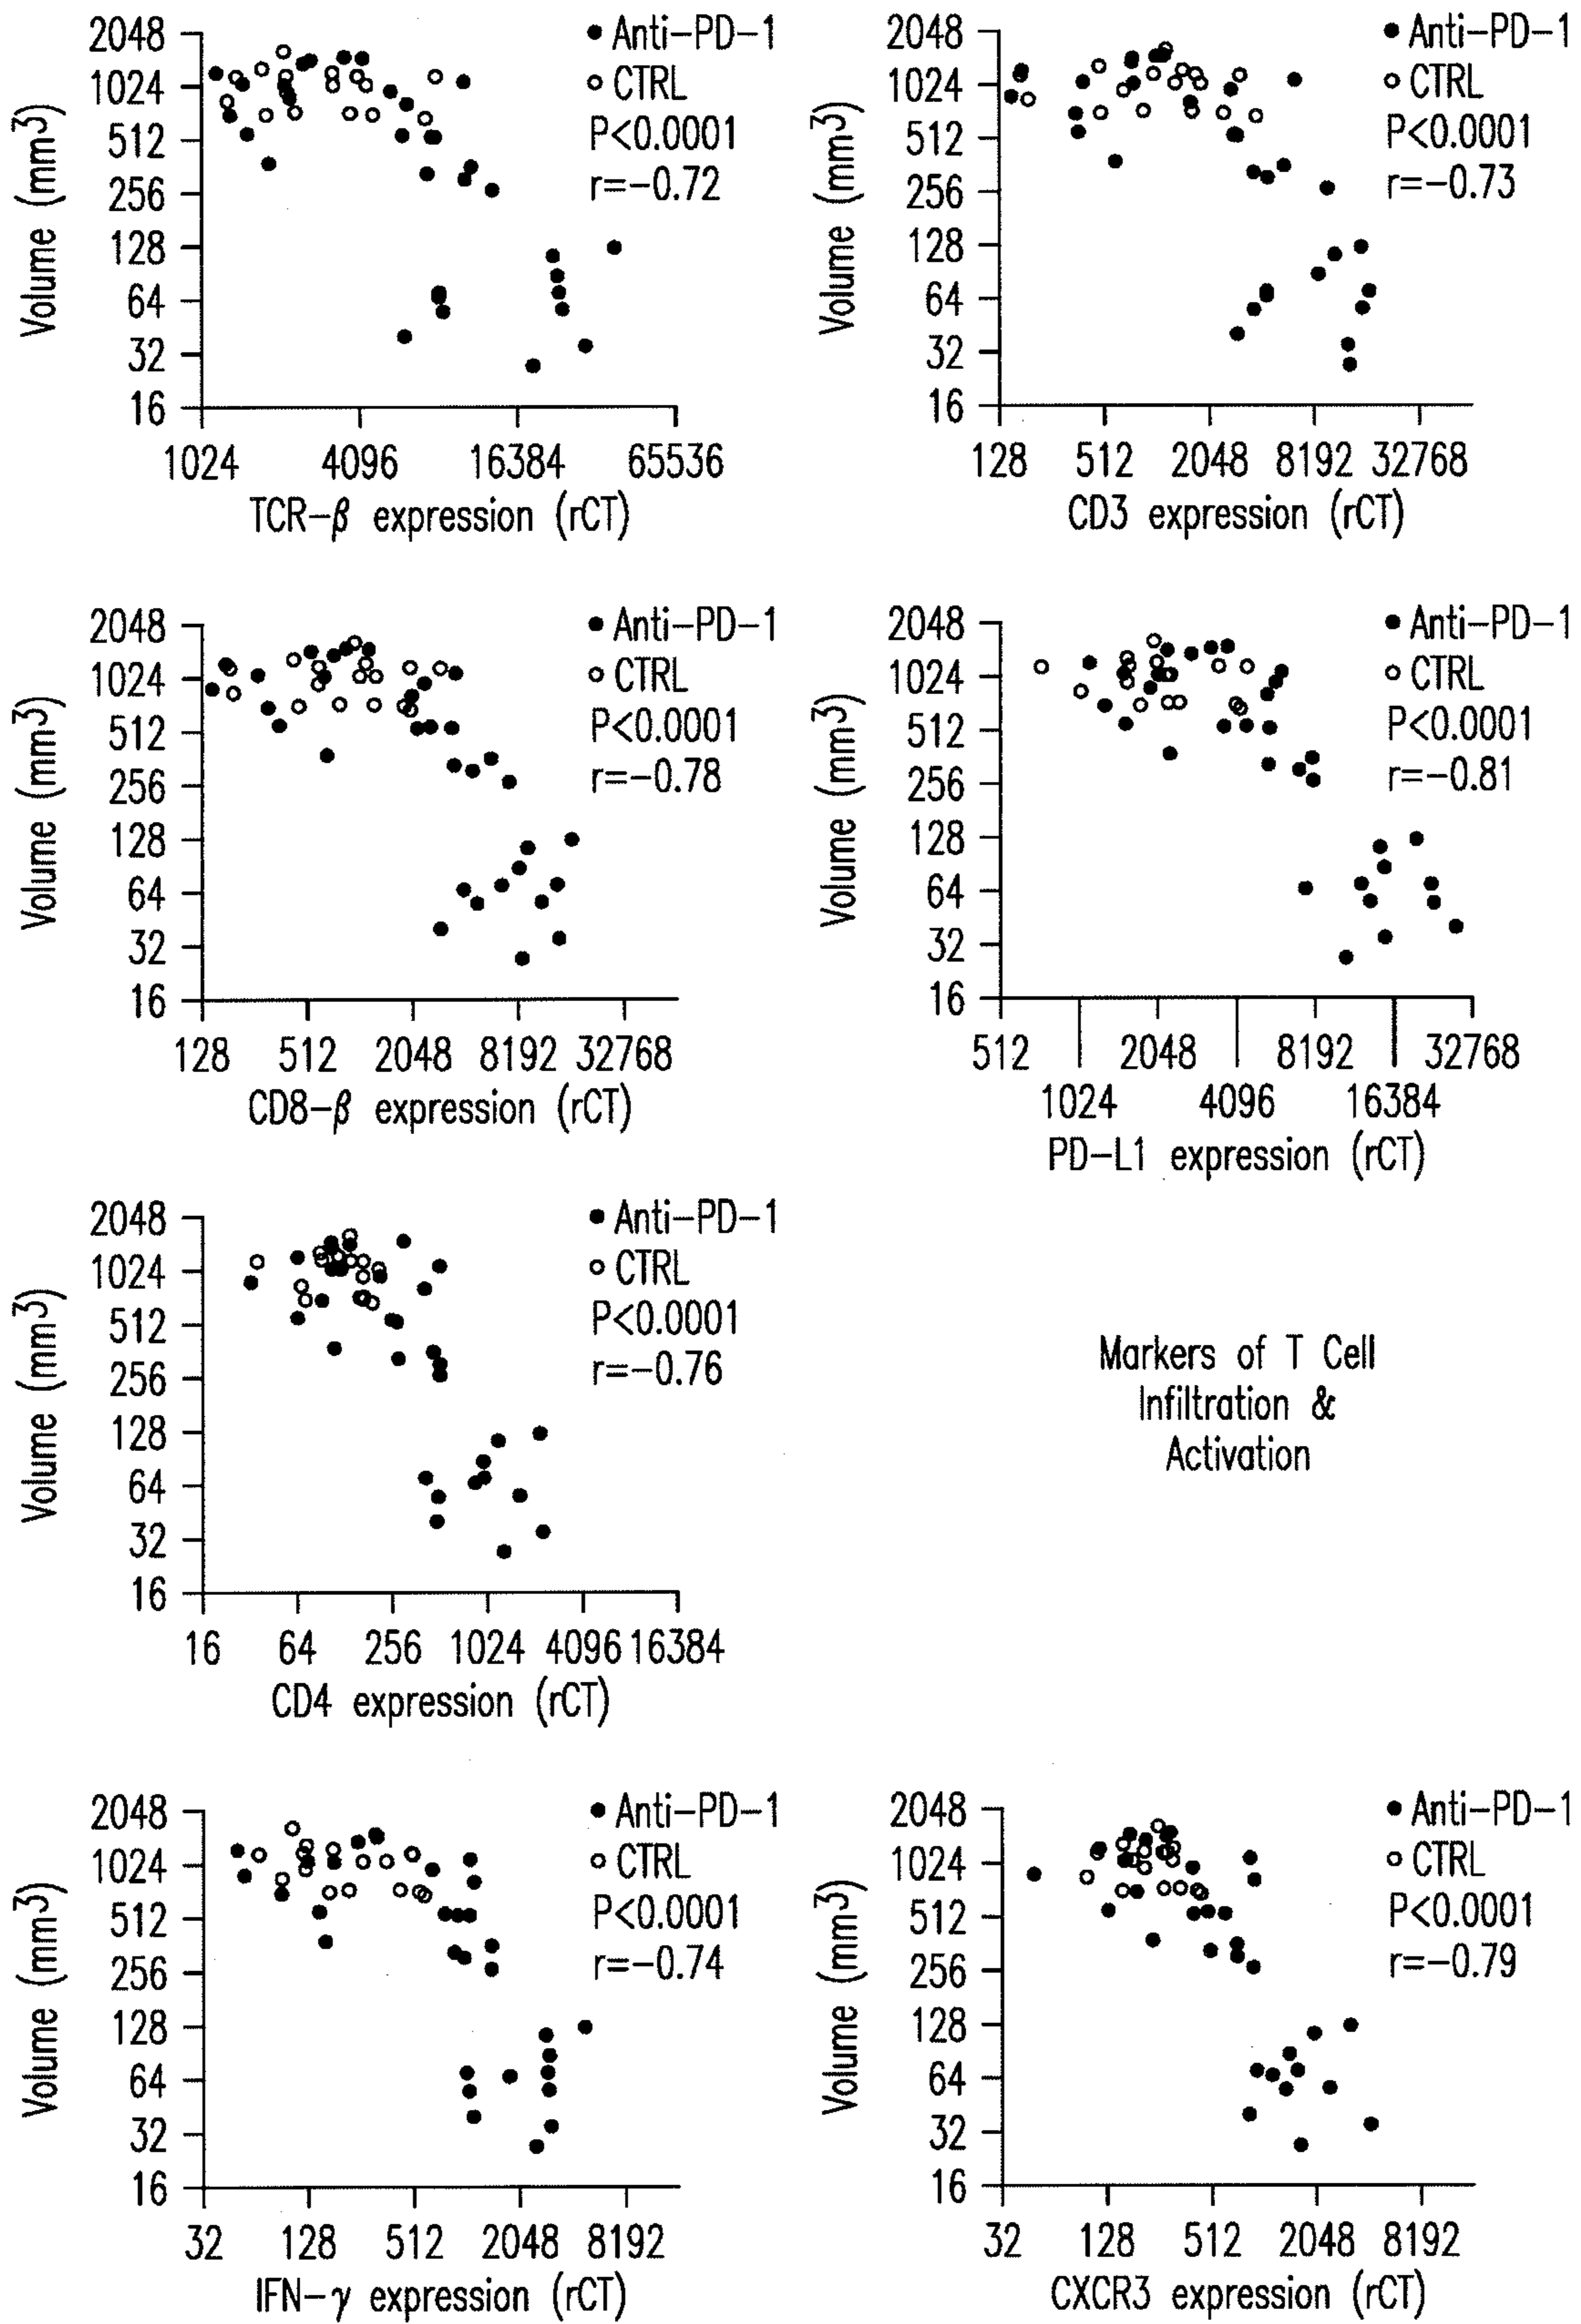 2048
1024
512
256
128
64
32
16
Volume (mm3)
● Anti-PD-1
○ CTRL
P<0.0001
r=-0.72
1024 4096 16384 65536
TCR-β expression (rCT)
2048
1024
512
256
128
64
32
16
Volume (mm3)
● Anti-PD-1
○ CTRL
P<0.0001
r=-0.73
128 512 2048 8192 32768
CD3 expression (rCT)
2048
1024
512
256
128
64
32
16
Volume (mm3)
● Anti-PD-1
○ CTRL
P<0.0001
r=-0.78
128 512 2048 8192 32768
CD8-β expression (rCT)
2048
1024
512
256
128
64
32
16
Volume (mm3)
● Anti-PD-1
○ CTRL
P<0.0001
r=-0.81
512 2048 8192 32768
1024 4096 16384
PD-L1 expression (rCT)
2048
1024
512
256
128
64
32
16
Volume (mm3)
● Anti-PD-1
○ CTRL
P<0.0001
r=-0.76
16 64 256 1024 4096 16384
CD4 expression (rCT)
Markers of T Cell
Infiltration &
Activation
2048
1024
512
256
128
64
32
16
Volume (mm3)
● Anti-PD-1
○ CTRL
P<0.0001
r=-0.74
32 128 512 2048 8192
IFN-γ expression (rCT)
2048
1024
512
256
128
64
32
16
Volume (mm3)
● Anti-PD-1
○ CTRL
P<0.0001
r=-0.79
32 128 512 2048 8192
CXCR3 expression (rCT)